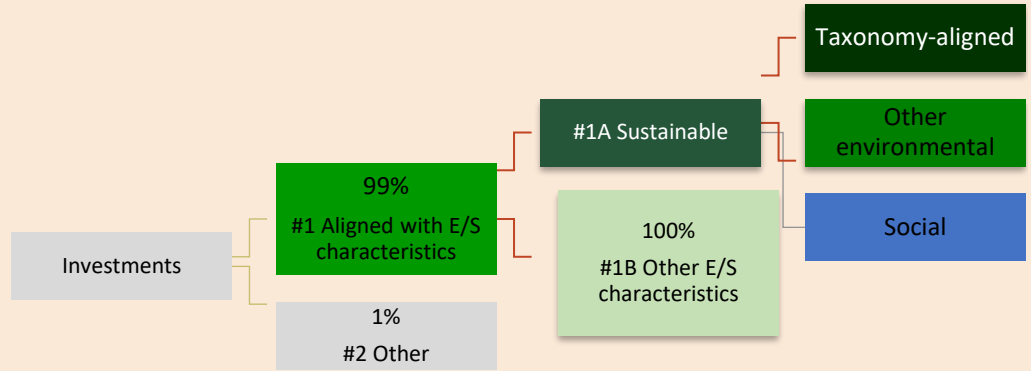 Investments
99%
#1 Aligned with E/S
characteristics
1%
#2 Other
#1A Sustainable
100%
#1B Other E/S
characteristics
Taxonomy-aligned
Other
environmental
Social